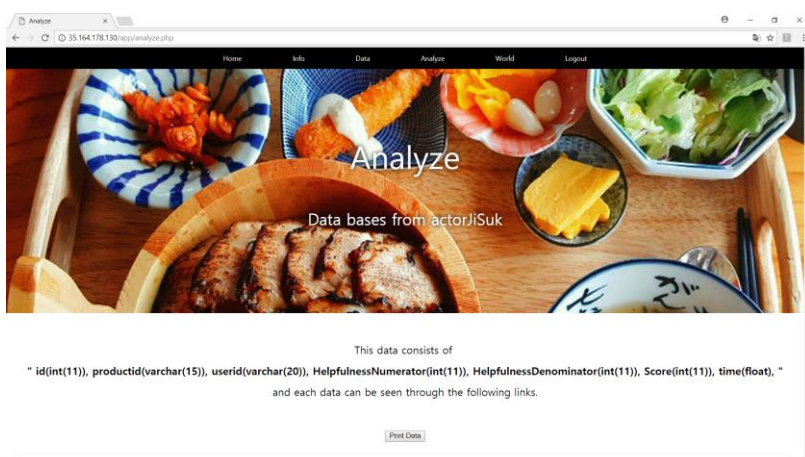 Analyze
35.164.178.130/app/analyze.php
Home Info Data Analyze World Logout
Analyze
Data bases from actorJiSuk
This data consists of
" id(int(11)), productid(varchar(15)), userid(varchar(20)), HelpfulnessNumerator(int(11)), HelpfulnessDenominator(int(11)), Score(int(11)), time(float), "
and each data can be seen through the following links.
Print Data